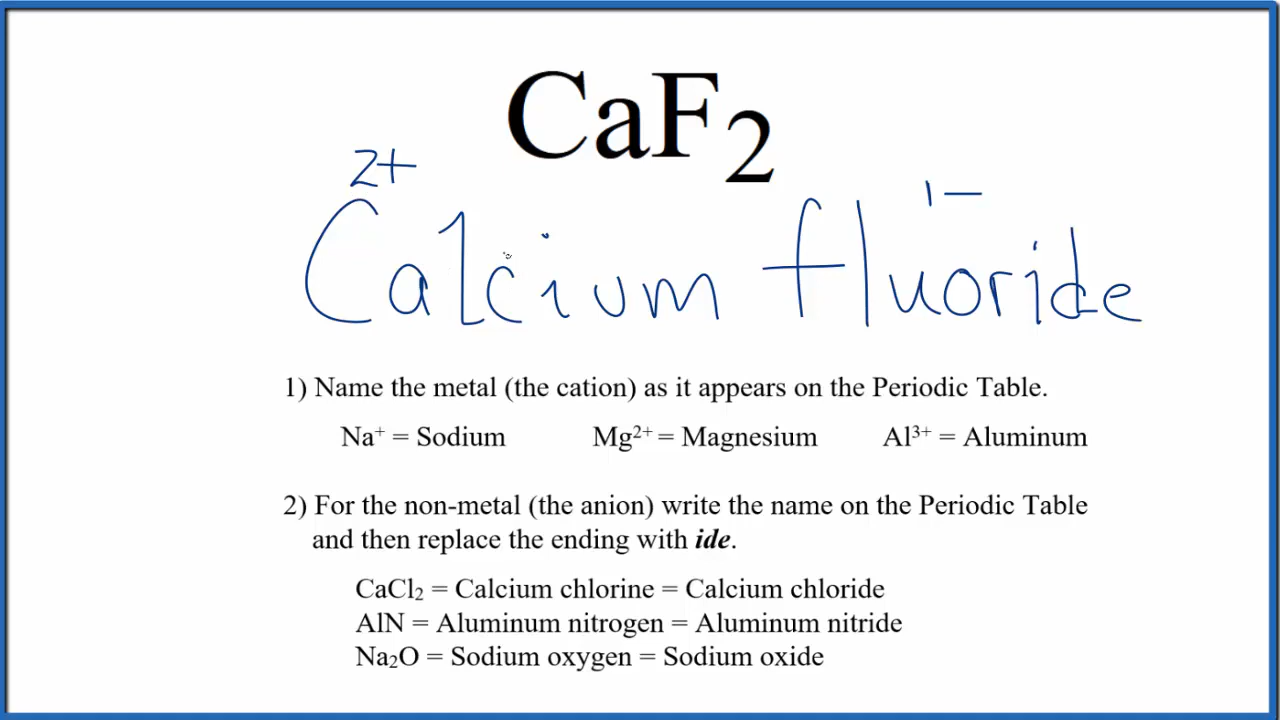 CaF₂
2+ 1−
Calcium fluoride
1) Name the metal (the cation) as it appears on the Periodic Table.
Na⁺ = Sodium Mg²⁺ = Magnesium Al³⁺ = Aluminum
2) For the non-metal (the anion) write the name on the Periodic Table
and then replace the ending with ide.
CaCl₂ = Calcium chlorine = Calcium chloride
AlN = Aluminum nitrogen = Aluminum nitride
Na₂O = Sodium oxygen = Sodium oxide